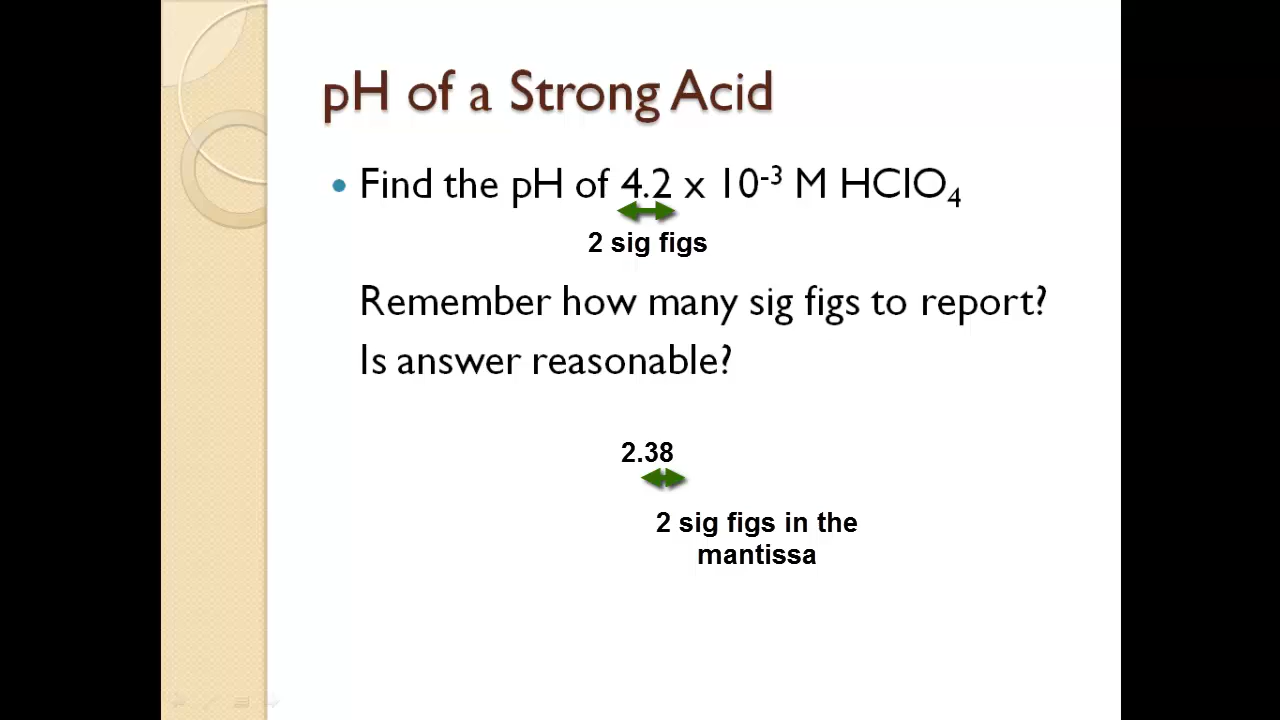 pH of a Strong Acid
• Find the pH of 4.2 x 10⁻³ M HClO₄
2 sig figs
Remember how many sig figs to report?
Is answer reasonable?
2.38
2 sig figs in the
mantissa